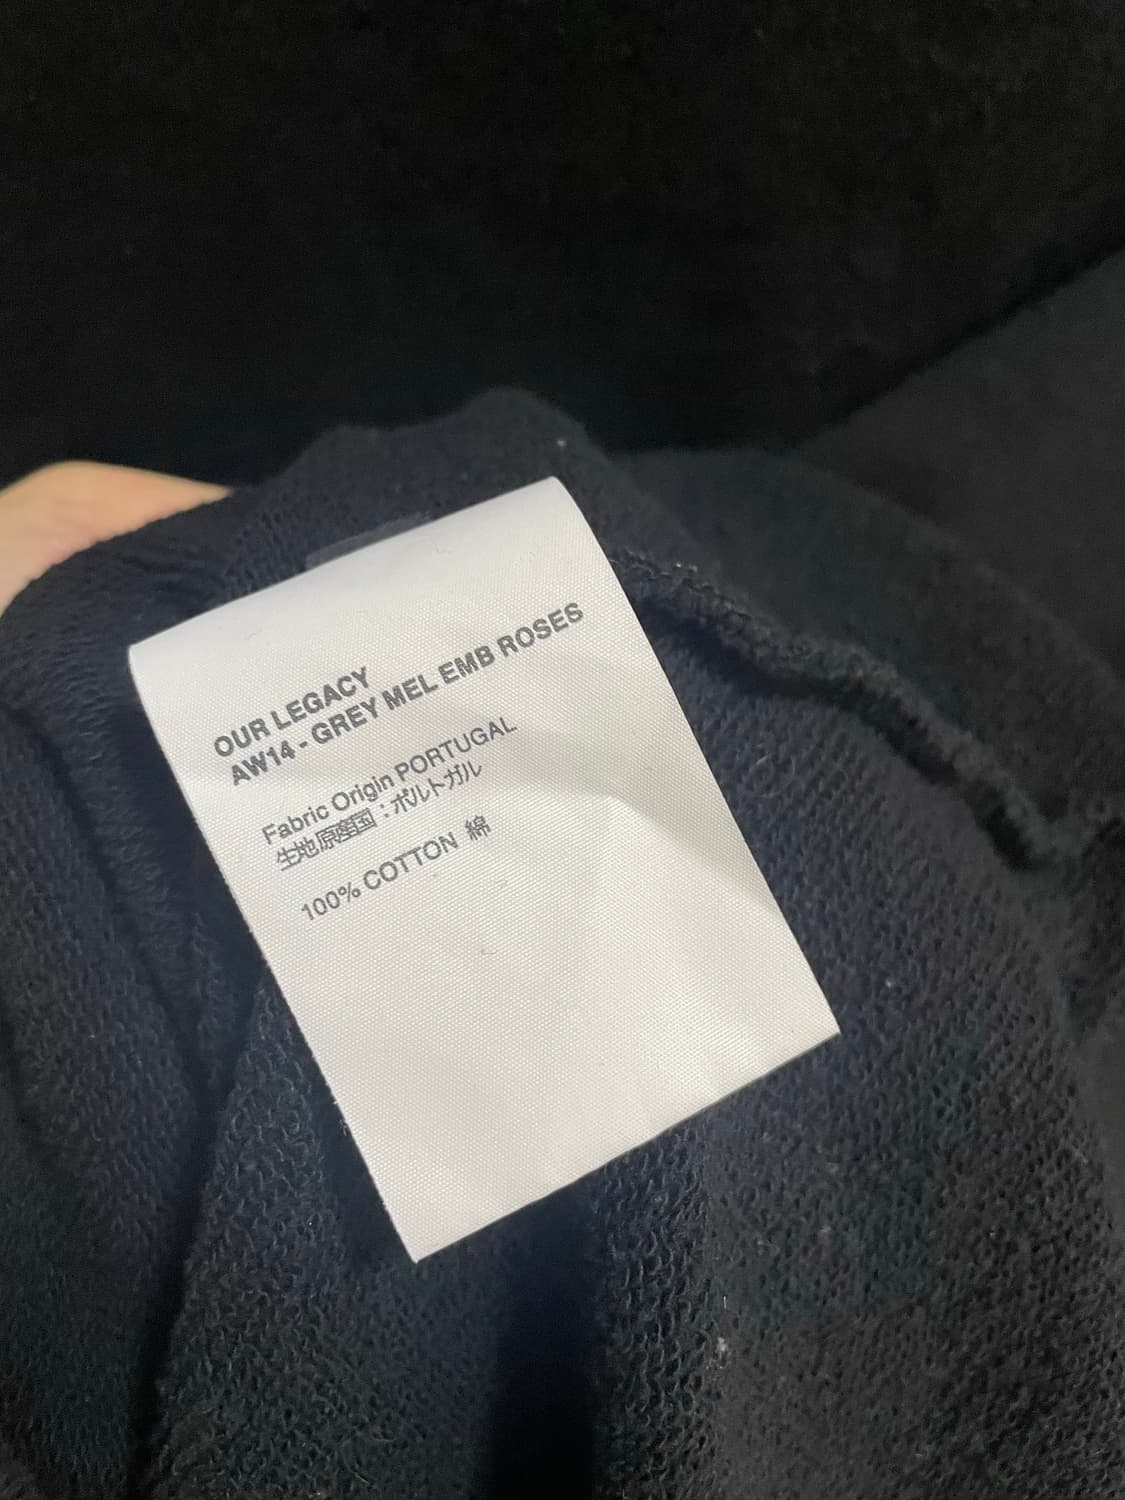 OUR LEGACY
AW14 - GREY MEL EMB ROSES
Fabric Origin PORTUGAL
生地原産国：ポルトガル
100% COTTON 綿